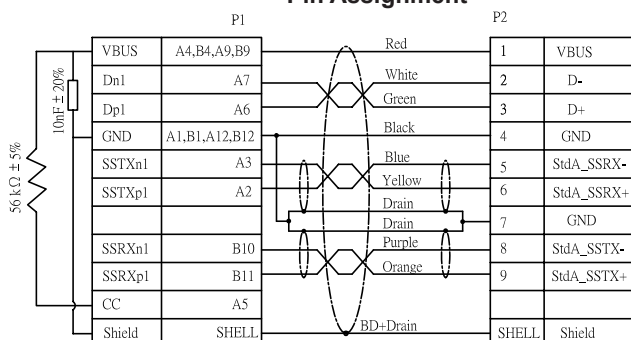 Pin Assignment
P1 P2
VBUS A4,B4,A9,B9 Red 1 VBUS
Dn1 A7 White 2 D-
Dp1 A6 Green 3 D+
GND A1,B1,A12,B12 Black 4 GND
SSTXn1 A3 Blue 5 StdA_SSRX-
SSTXp1 A2 Yellow 6 StdA_SSRX+
Drain
Drain 7 GND
SSRXn1 B10 Purple 8 StdA_SSTX-
SSRXp1 B11 Orange 9 StdA_SSTX+
CC A5
Shield SHELL BD+Drain SHELL Shield
10nF ± 20%
56 kΩ ± 5%